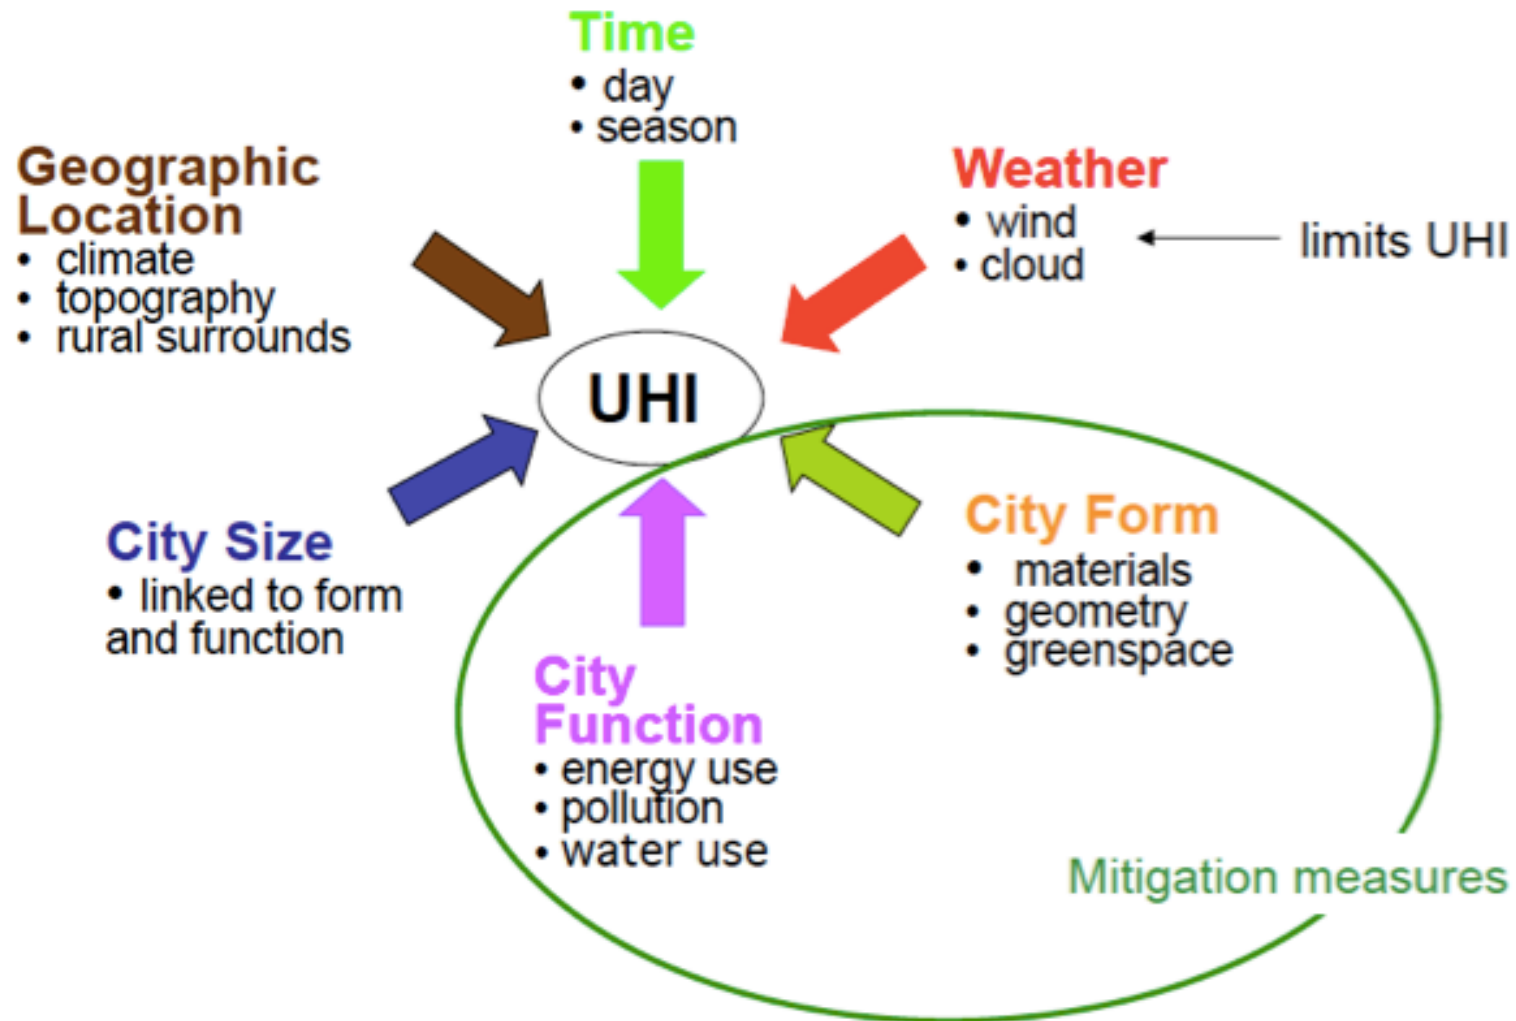 Time
• day
• season
Geographic
Location
• climate
• topography
• rural surrounds
Weather
• wind
• cloud
limits UHI
UHI
City Size
• linked to form
and function
City Form
• materials
• geometry
• greenspace
City
Function
• energy use
• pollution
• water use
Mitigation measures